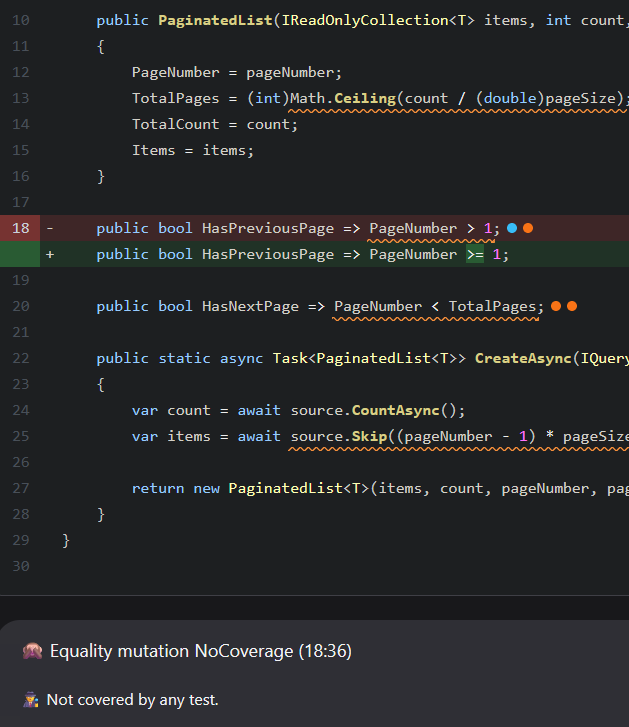 10 public PaginatedList(IReadOnlyCollection<T> items, int count,
11 {
12 PageNumber = pageNumber;
13 TotalPages = (int)Math.Ceiling(count / (double)pageSize);
14 TotalCount = count;
15 Items = items;
16 }
17
18 - public bool HasPreviousPage => PageNumber > 1;
+ public bool HasPreviousPage => PageNumber >= 1;
19
20 public bool HasNextPage => PageNumber < TotalPages;
21
22 public static async Task<PaginatedList<T>> CreateAsync(IQuery
23 {
24 var count = await source.CountAsync();
25 var items = await source.Skip((pageNumber - 1) * pageSize
26
27 return new PaginatedList<T>(items, count, pageNumber, pag
28 }
29 }
30
Equality mutation NoCoverage (18:36)
Not covered by any test.